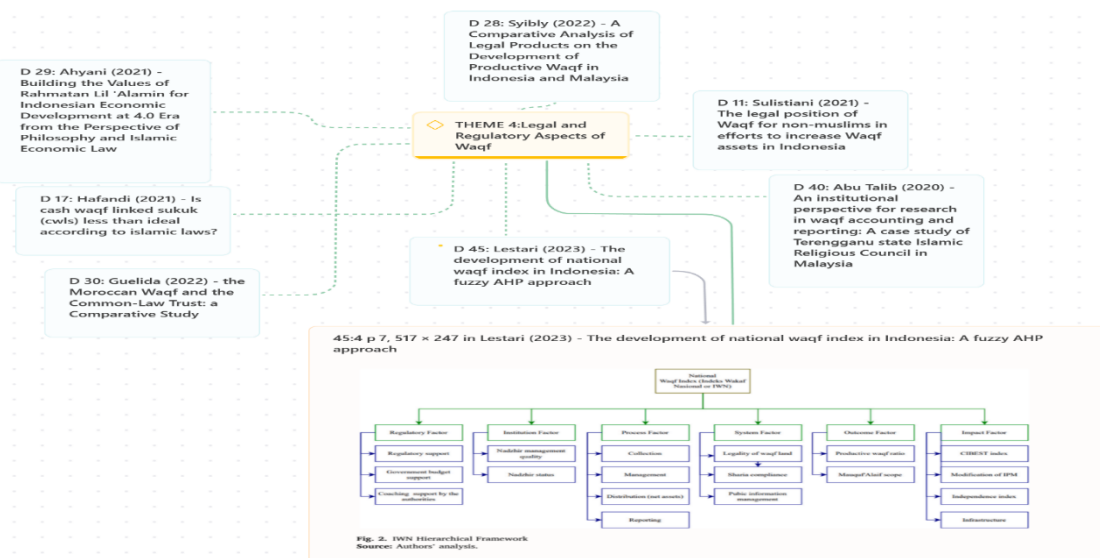 D 28: Syibly (2022) - A
Comparative Analysis of
Legal Products on the
Development of
Productive Waqf in
Indonesia and Malaysia
D 29: Ahyani (2021) -
Building the Values of
Rahmatan Lil 'Alamin for
Indonesian Economic
Development at 4.0 Era
from the Perspective of
Philosophy and Islamic
Economic Law
THEME 4:Legal and
Regulatory Aspects of
Waqf
D 11: Sulistiani (2021) -
The legal position of
Waqf for non-muslims in
efforts to increase Waqf
assets in Indonesia
D 17: Hafandi (2021) - Is
cash waqf linked sukuk
(cwls) less than ideal
according to islamic laws?
D 40: Abu Talib (2020) -
An institutional
perspective for research
in waqf accounting and
reporting: A case study of
Terengganu state Islamic
Religious Council in
Malaysia
D 45: Lestari (2023) - The
development of national
waqf index in Indonesia: A
fuzzy AHP approach
D 30: Guelida (2022) - the
Moroccan Waqf and the
Common-Law Trust: a
Comparative Study
45:4 p 7, 517 × 247 in Lestari (2023) - The development of national waqf index in Indonesia: A fuzzy AHP
approach
National
Waqf Index (Indeks Wakaf
Nasional or IWN)
Regulatory Factor
Regulatory support
Government budget
support
Coaching support by the
authorities
Institution Factor
Nadzhir management
quality
Nadzhir status
Process Factor
Collection
Management
Distribution (net assets)
Reporting
System Factor
Legality of waqf land
Sharia compliance
Pubic information
management
Outcome Factor
Productive waqf ratio
Mauquf'Alaif scope
Impact Factor
CIBEST index
Modification of IPM
Independence index
Infrastructure
Fig. 2. IWN Hierarchical Framework
Source: Authors' analysis.